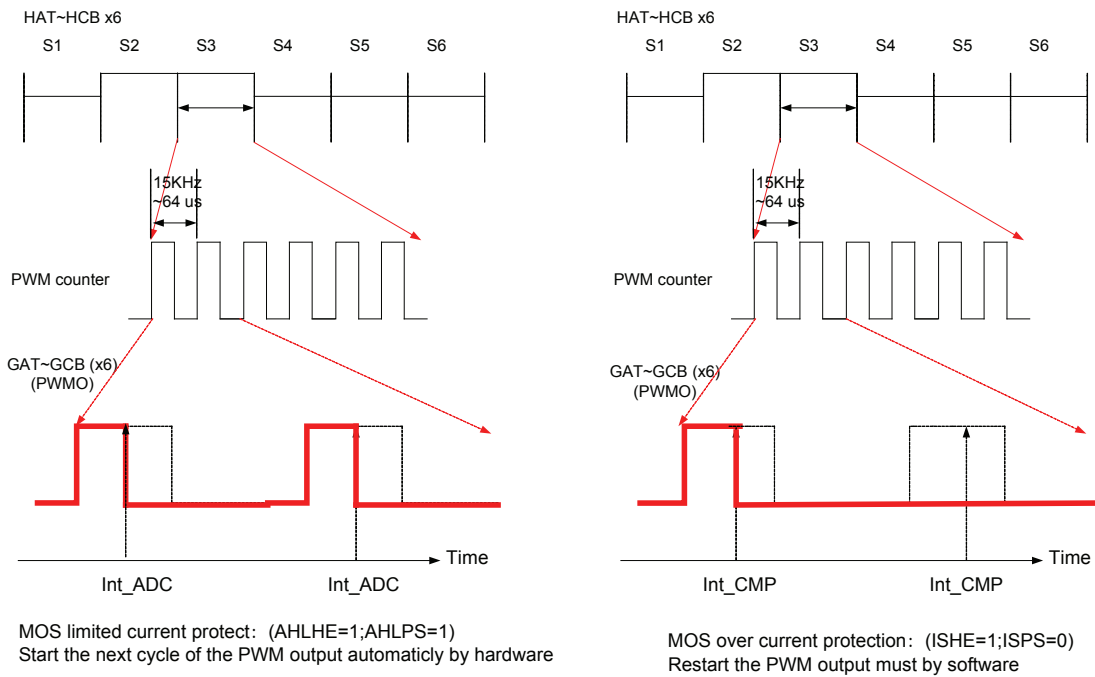 HAT~HCB x6
S1 S2 S3 S4 S5 S6
15KHz
~64 us
PWM counter
GAT~GCB (x6)
(PWMO)
Time
Int_ADC Int_ADC
MOS limited current protect: (AHLHE=1;AHLPS=1)
Start the next cycle of the PWM output automaticly by hardware
HAT~HCB x6
S1 S2 S3 S4 S5 S6
15KHz
~64 us
PWM counter
GAT~GCB (x6)
(PWMO)
Time
Int_CMP Int_CMP
MOS over current protection: (ISHE=1;ISPS=0)
Restart the PWM output must by software